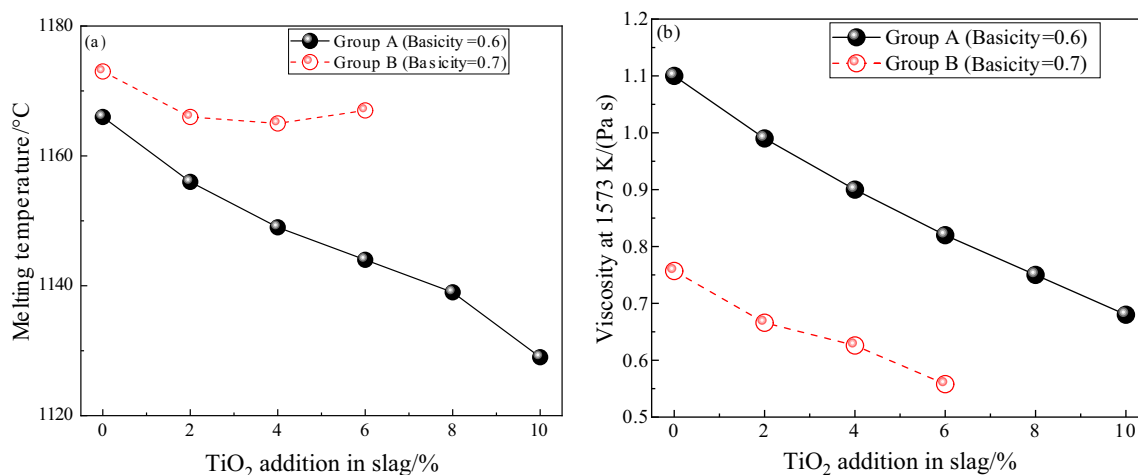 (a)
Group A (Basicity=0.6)
Group B (Basicity=0.7)
Melting temperature/°C
1180
1160
1140
1120
0 2 4 6 8 10
TiO₂ addition in slag/%
(b)
Group A (Basicity=0.6)
Group B (Basicity=0.7)
Viscosity at 1573 K/(Pa s)
1.1
1.0
0.9
0.8
0.7
0.6
0.5
0 2 4 6 8 10
TiO₂ addition in slag/%